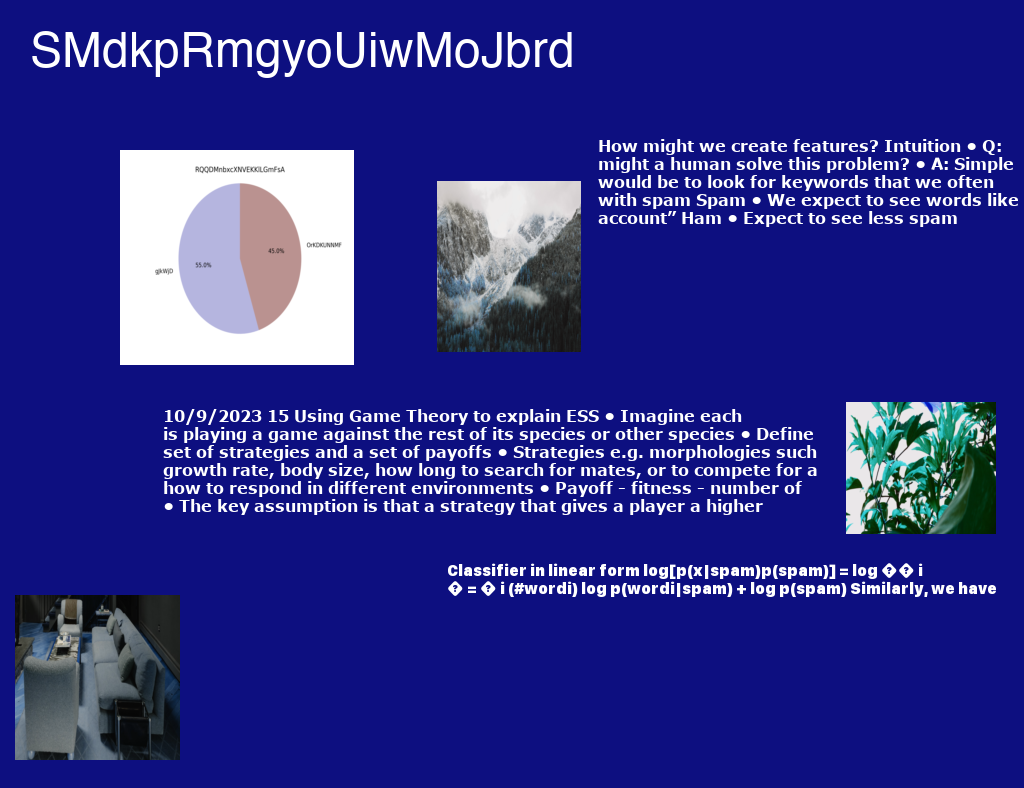 SMdkpRmgyoUiwMoJbrd
RQQDMnbxcXNVEKKlLGmFsA
OrKDKUNNMF
45.0%
55.0%
gjkWjD
How might we create features? Intuition • Q:
might a human solve this problem? • A: Simple
would be to look for keywords that we often
with spam Spam • We expect to see words like
account” Ham • Expect to see less spam
10/9/2023 15 Using Game Theory to explain ESS • Imagine each
is playing a game against the rest of its species or other species • Define
set of strategies and a set of payoffs • Strategies e.g. morphologies such
growth rate, body size, how long to search for mates, or to compete for a
how to respond in different environments • Payoff – fitness – number of
• The key assumption is that a strategy that gives a player a higher
Classifier in linear form log[p(x|spam)p(spam)] = log �� i
� = � i (#wordi) log p(wordi|spam) + log p(spam) Similarly, we have